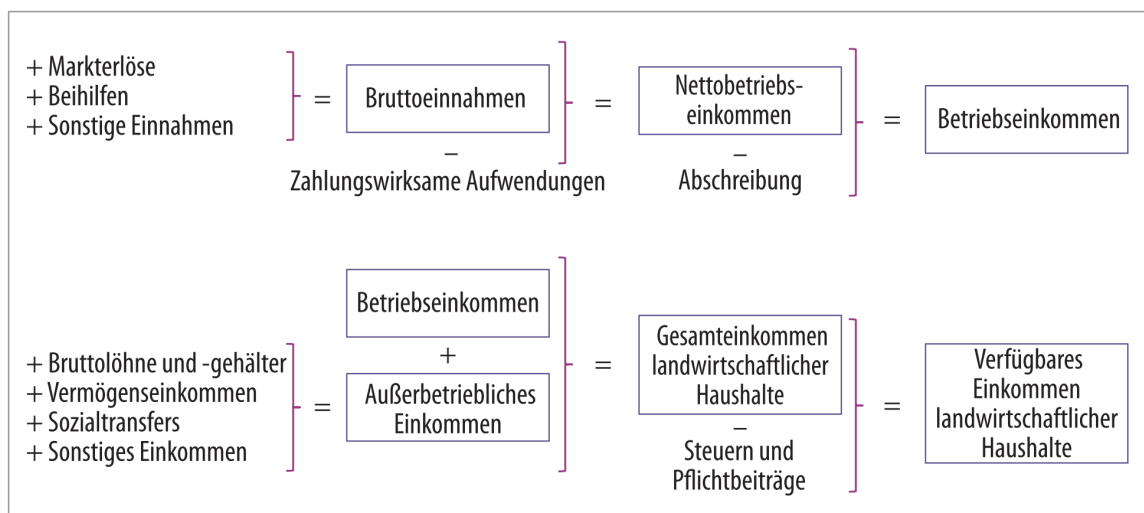 + Markterlöse
+ Beihilfen
+ Sonstige Einnahmen
=
Bruttoeinnahmen
–
Zahlungswirksame Aufwendungen
=
Nettobetriebs-
einkommen
–
Abschreibung
=
Betriebseinkommen
+ Bruttolöhne und -gehälter
+ Vermögenseinkommen
+ Sozialtransfers
+ Sonstiges Einkommen
=
Betriebseinkommen
+
Außerbetriebliches
Einkommen
=
Gesamteinkommen
landwirtschaftlicher
Haushalte
–
Steuern und
Pflichtbeiträge
=
Verfügbares
Einkommen
landwirtschaftlicher
Haushalte